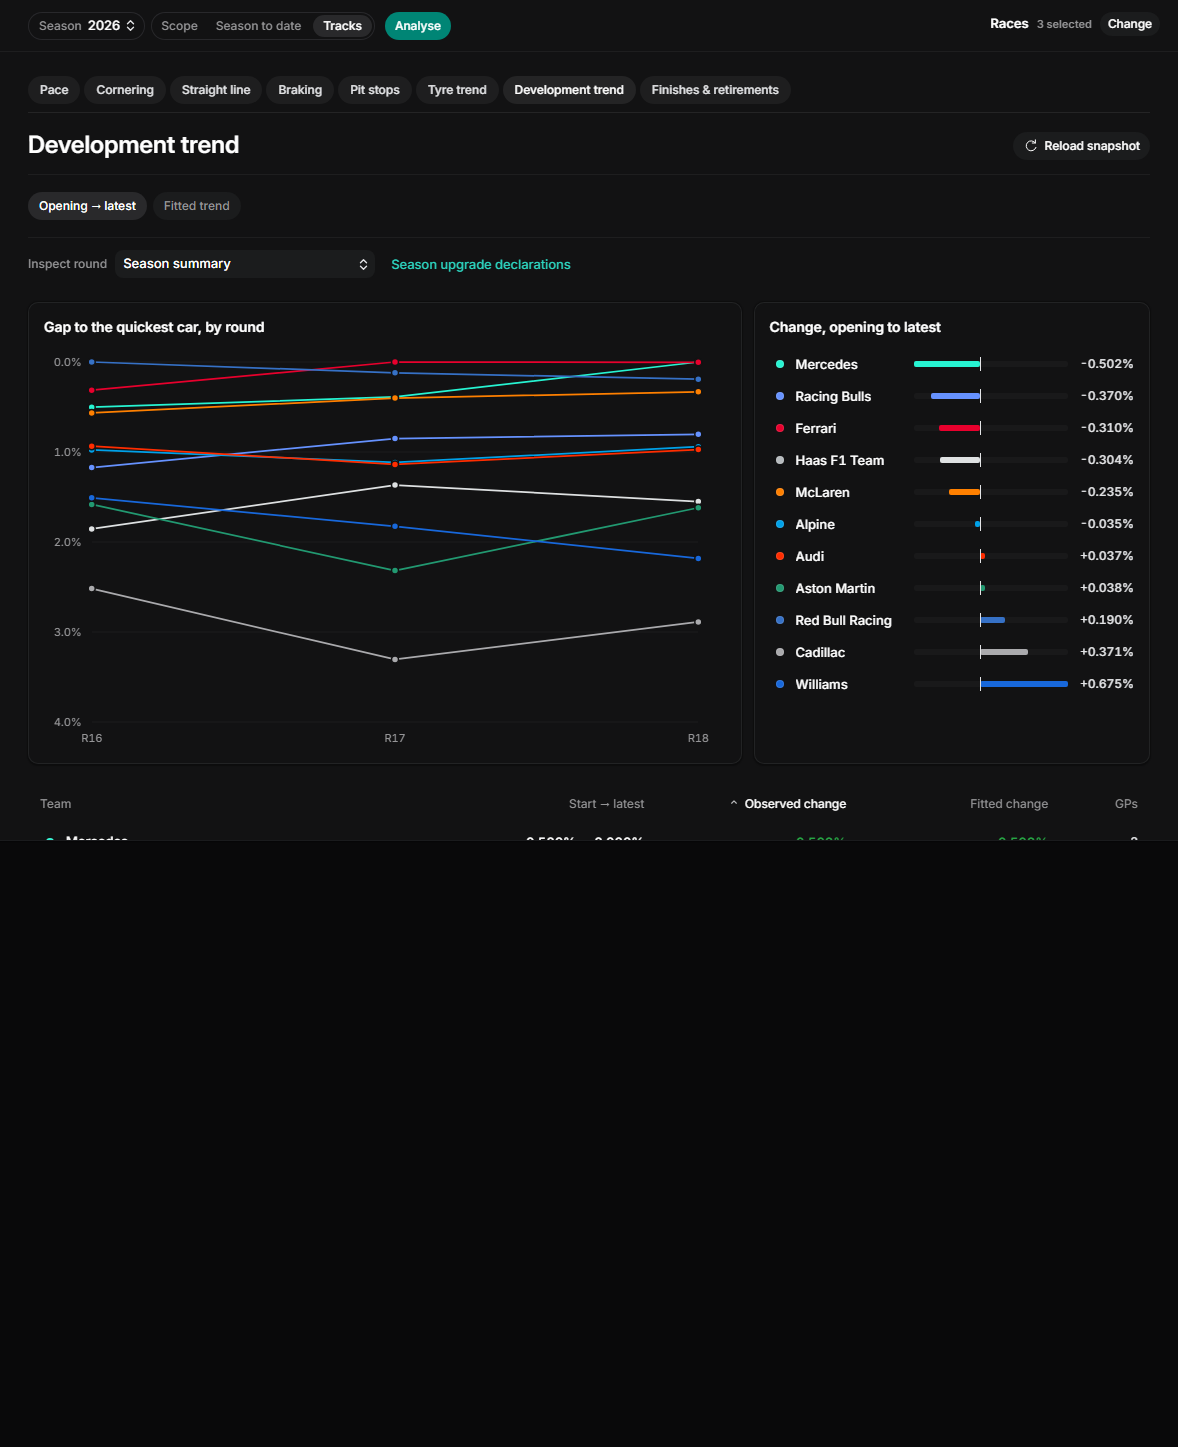 Season 2026 Scope Season to date Tracks Analyse Races 3 selected Change
Pace Cornering Straight line Braking Pit stops Tyre trend Development trend Finishes & retirements
Development trend Reload snapshot
Opening → latest Fitted trend
Inspect round Season summary Season upgrade declarations
Gap to the quickest car, by round
0.0%
1.0%
2.0%
3.0%
4.0%
R16 R17 R18
Change, opening to latest
Mercedes -0.502%
Racing Bulls -0.370%
Ferrari -0.310%
Haas F1 Team -0.304%
McLaren -0.235%
Alpine -0.035%
Audi +0.037%
Aston Martin +0.038%
Red Bull Racing +0.190%
Cadillac +0.371%
Williams +0.675%
Team Start → latest Observed change Fitted change GPs
Mercedes